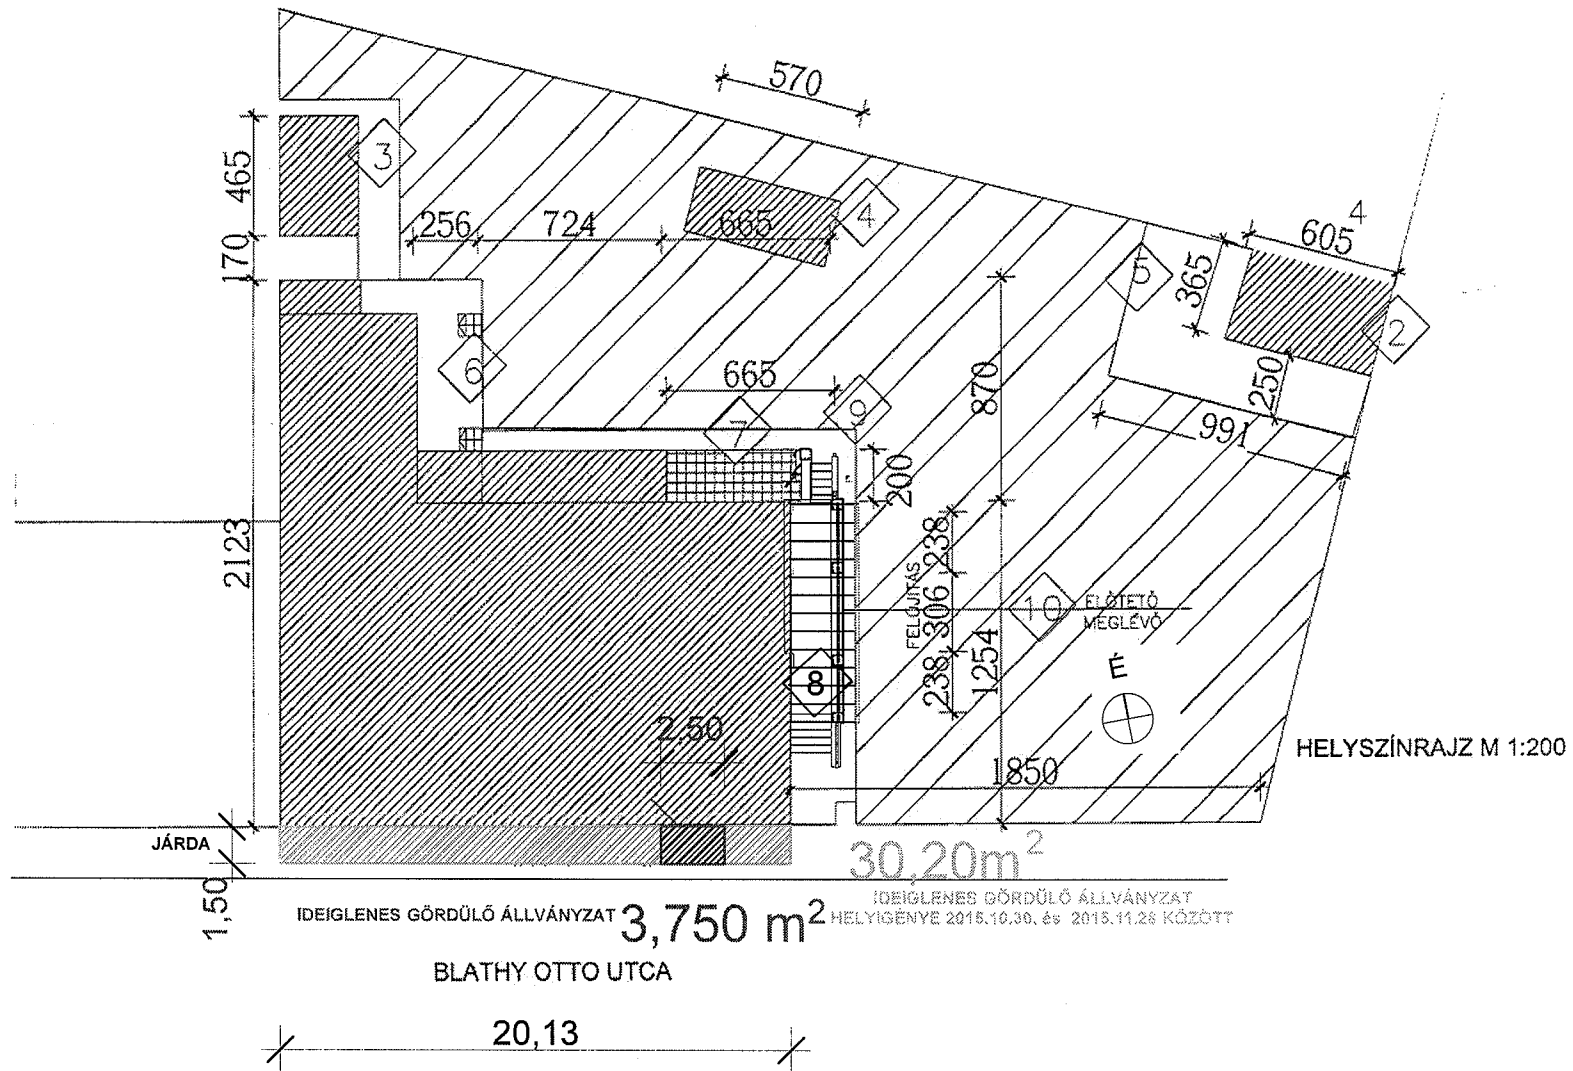 570
3
465
256
724
665
4
4
605
170
5
365
2
6
665
870
250
7
9
991
200
2123
238
FELÚJÍTÁS
306
10
ELŐTETŐ
MEGLÉVŐ
238
1254
8
É
2,50
HELYSZÍNRAJZ M 1:200
1850
JÁRDA
30,20m2
1,50
IDEIGLENES GÖRDÜLŐ ÁLLVÁNYZAT 3,750 m2
IDEIGLENES GÖRDÜLŐ ÁLLVÁNYZAT
HELYIGÉNYE 2015.10.30. és 2015.11.28 KÖZÖTT
BLATHY OTTO UTCA
20,13